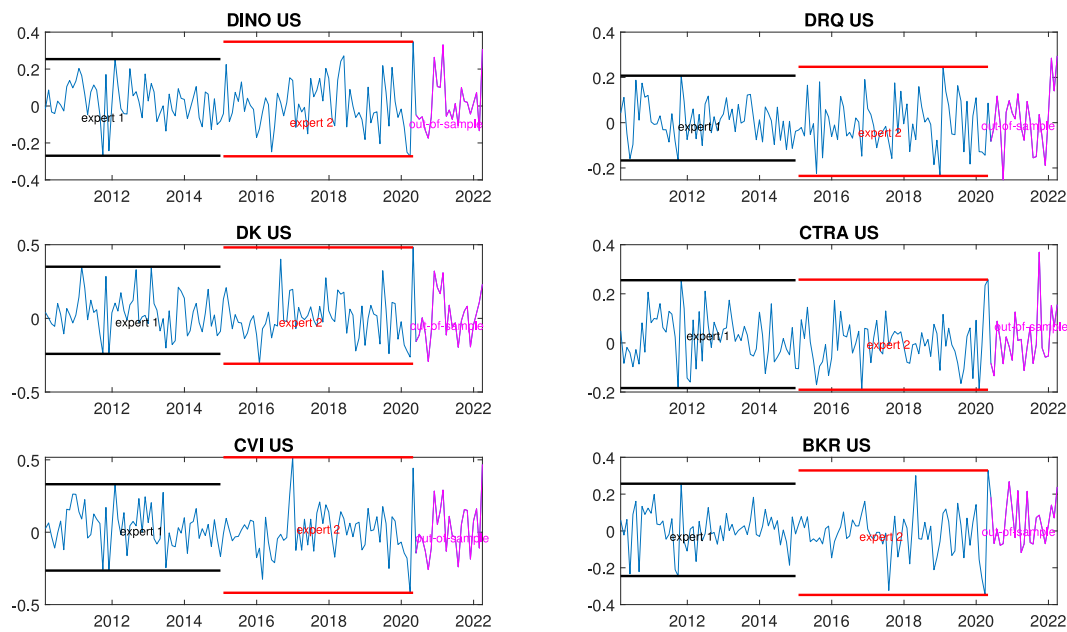 DINO US
0.4
0.2
0
-0.2
-0.4
expert 1
expert 2
out-of-sample
2012 2014 2016 2018 2020 2022
DRQ US
0.4
0.2
0
-0.2
expert 1
expert 2
out-of-sample
2012 2014 2016 2018 2020 2022
DK US
0.5
0
-0.5
expert 1
expert 2
out-of-sample
2012 2014 2016 2018 2020 2022
CTRA US
0.4
0.2
0
-0.2
expert 1
expert 2
out-of-sample
2012 2014 2016 2018 2020 2022
CVI US
0.5
0
-0.5
expert 1
expert 2
out-of-sample
2012 2014 2016 2018 2020 2022
BKR US
0.4
0.2
0
-0.2
-0.4
expert 1
expert 2
out-of-sample
2012 2014 2016 2018 2020 2022